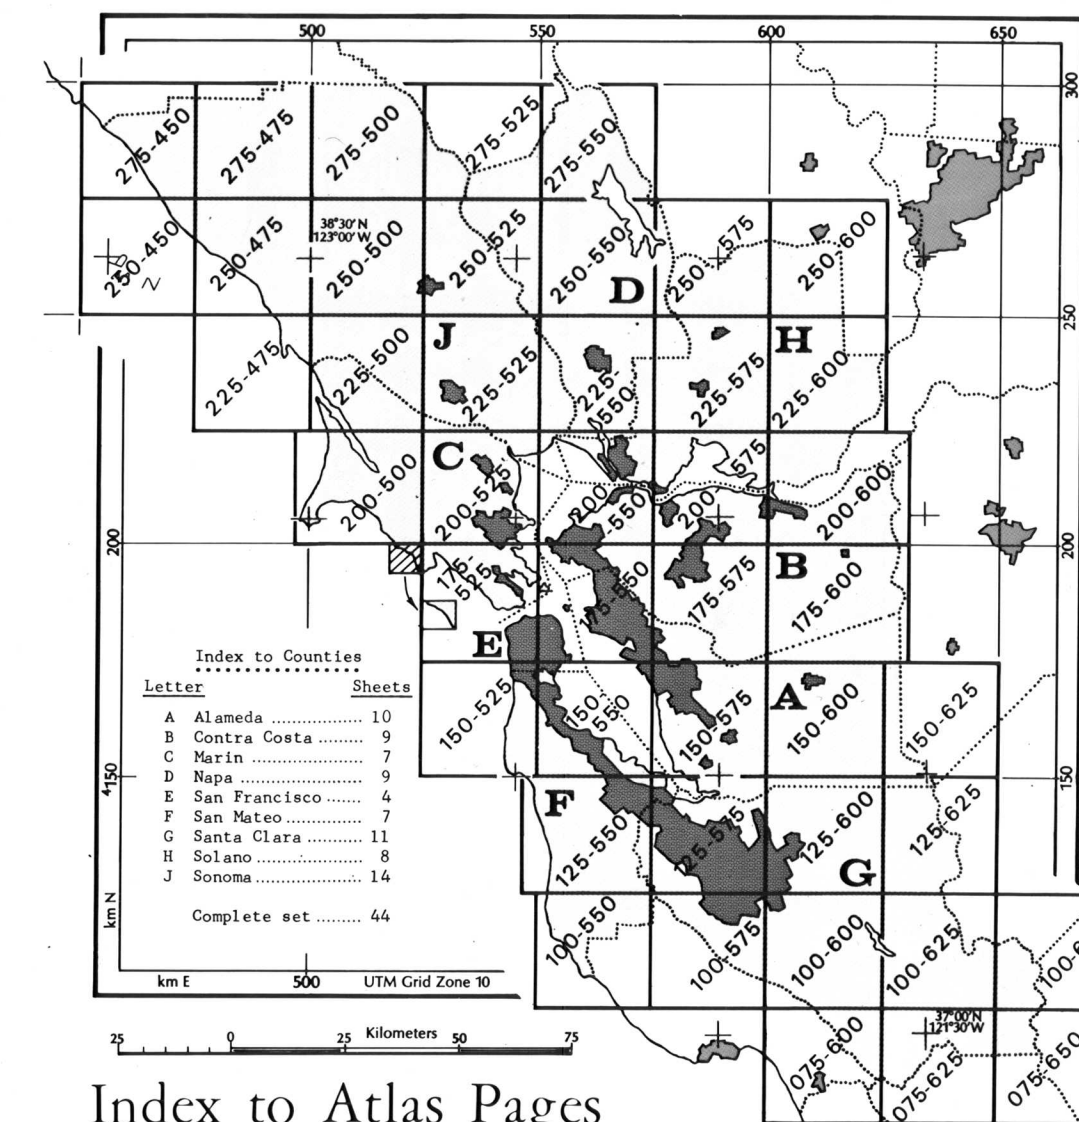 500 550 600 650
300
275-450 275-475 275-500 275-525 275-550
38°30'N
123°00'W
250-450 250-475 250-500 250-525 250-550 250-575 250-600
D
250
J H
225-475 225-500 225-525 225-550 225-575 225-600
C
200-500 200-525 200-550 200-575 200-600
200
B
175-525 175-550 175-575 175-600
E
Index to Counties
Letter Sheets
A Alameda .................. 10
B Contra Costa ........ 9
C Marin .................... 7
D Napa ..................... 9
E San Francisco ...... 4
F San Mateo ............ 7
G Santa Clara .......... 11
H Solano .................. 8
J Sonoma ................. 14
Complete set ........ 44
A
150-525 150-550 150-575 150-600 150-625
4150 150
F
125-550 125-575 125-600 125-625
G
km N
100-550 100-575 100-600 100-625 100-6
km E 500 UTM Grid Zone 10
37°00'N
121°30'W
25 0 25 Kilometers 50 75
075-600 075-625 075-650
Index to Atlas Pages